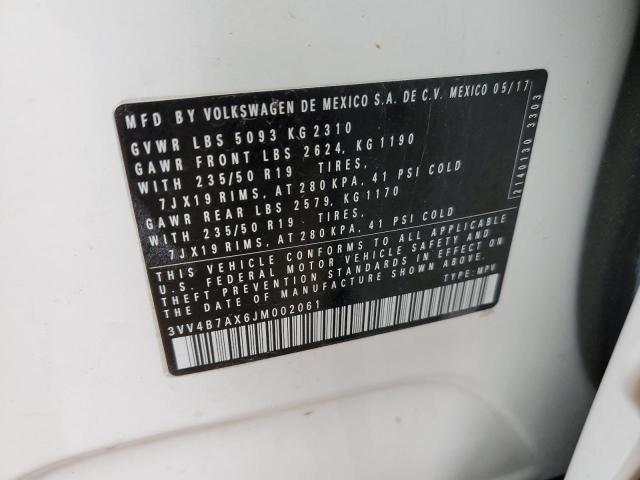 MFD BY VOLKSWAGEN DE MEXICO S.A. DE C.V. MEXICO 05/17
GVWR LBS 5093 KG 2310
GAWR FRONT LBS 2624, KG 1190
WITH 235/50 R19 TIRES,
7JX19 RIMS, AT 280 KPA, 41 PSI COLD
GAWR REAR LBS 2579, KG 1170
WITH 235/50 R19 TIRES,
7JX19 RIMS, AT 280 KPA, 41 PSI COLD
THIS VEHICLE CONFORMS TO ALL APPLICABLE
U.S. FEDERAL MOTOR VEHICLE SAFETY AND
THEFT PREVENTION STANDARDS IN EFFECT ON
THE DATE OF MANUFACTURE SHOWN ABOVE.
3VV4B7AX6JM002061 TYPE: MPV
2140130 3303